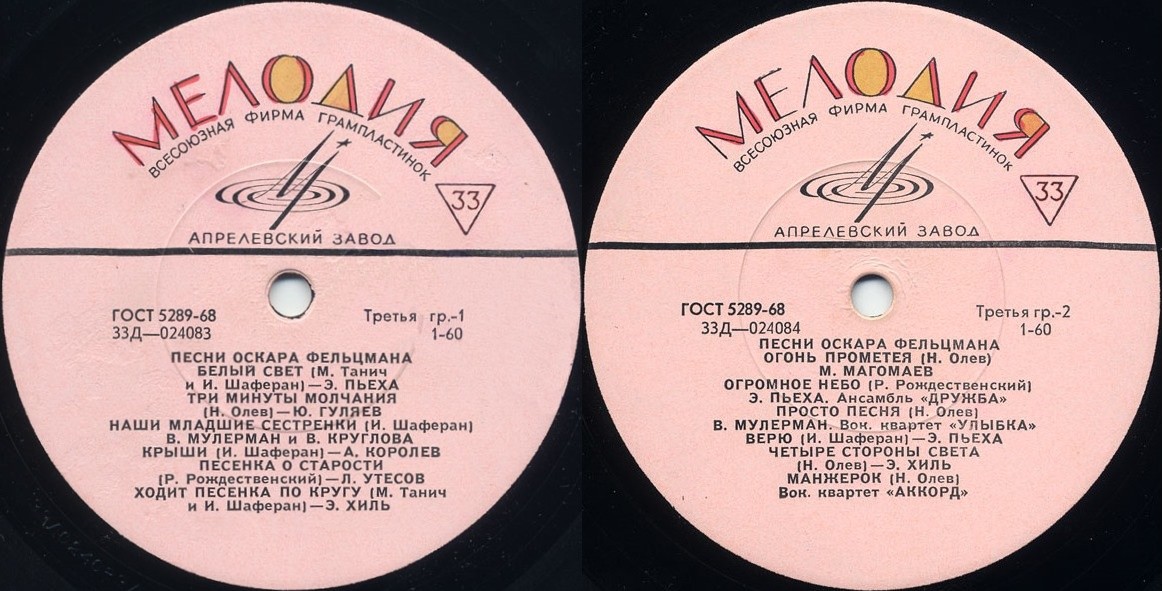 МЕЛОДИЯ
ВСЕСОЮЗНАЯ ФИРМА ГРАМПЛАСТИНОК
33
АПРЕЛЕВСКИЙ ЗАВОД
ГОСТ 5289-68
Третья гр.-1
33Д—024083
1-60
ПЕСНИ ОСКАРА ФЕЛЬЦМАНА
БЕЛЫЙ СВЕТ (М. Танич
и И. Шаферан)—Э. ПЬЕХА
ТРИ МИНУТЫ МОЛЧАНИЯ
(Н. Олев)—Ю. ГУЛЯЕВ
НАШИ МЛАДШИЕ СЕСТРЕНКИ (И. Шаферан)
В. МУЛЕРМАН и В. КРУГЛОВА
КРЫШИ (И. Шаферан)—А. КОРОЛЕВ
ПЕСЕНКА О СТАРОСТИ
(Р. Рождественский)—Л. УТЕСОВ
ХОДИТ ПЕСЕНКА ПО КРУГУ (М. Танич
и И. Шаферан)—Э. ХИЛЬ
МЕЛОДИЯ
ВСЕСОЮЗНАЯ ФИРМА ГРАМПЛАСТИНОК
33
АПРЕЛЕВСКИЙ ЗАВОД
ГОСТ 5289-68
Третья гр.-2
33Д—024084
1-60
ПЕСНИ ОСКАРА ФЕЛЬЦМАНА
ОГОНЬ ПРОМЕТЕЯ (Н. Олев)
М. МАГОМАЕВ
ОГРОМНОЕ НЕБО (Р. Рождественский)
Э. ПЬЕХА. Ансамбль «ДРУЖБА»
ПРОСТО ПЕСНЯ (Н. Олев)
В. МУЛЕРМАН. Вок. квартет «УЛЫБКА»
ВЕРЮ (И. Шаферан)—Э. ПЬЕХА
ЧЕТЫРЕ СТОРОНЫ СВЕТА
(Н. Олев)—Э. ХИЛЬ
МАНЖЕРОК (Н. Олев)
Вок. квартет «АККОРД»